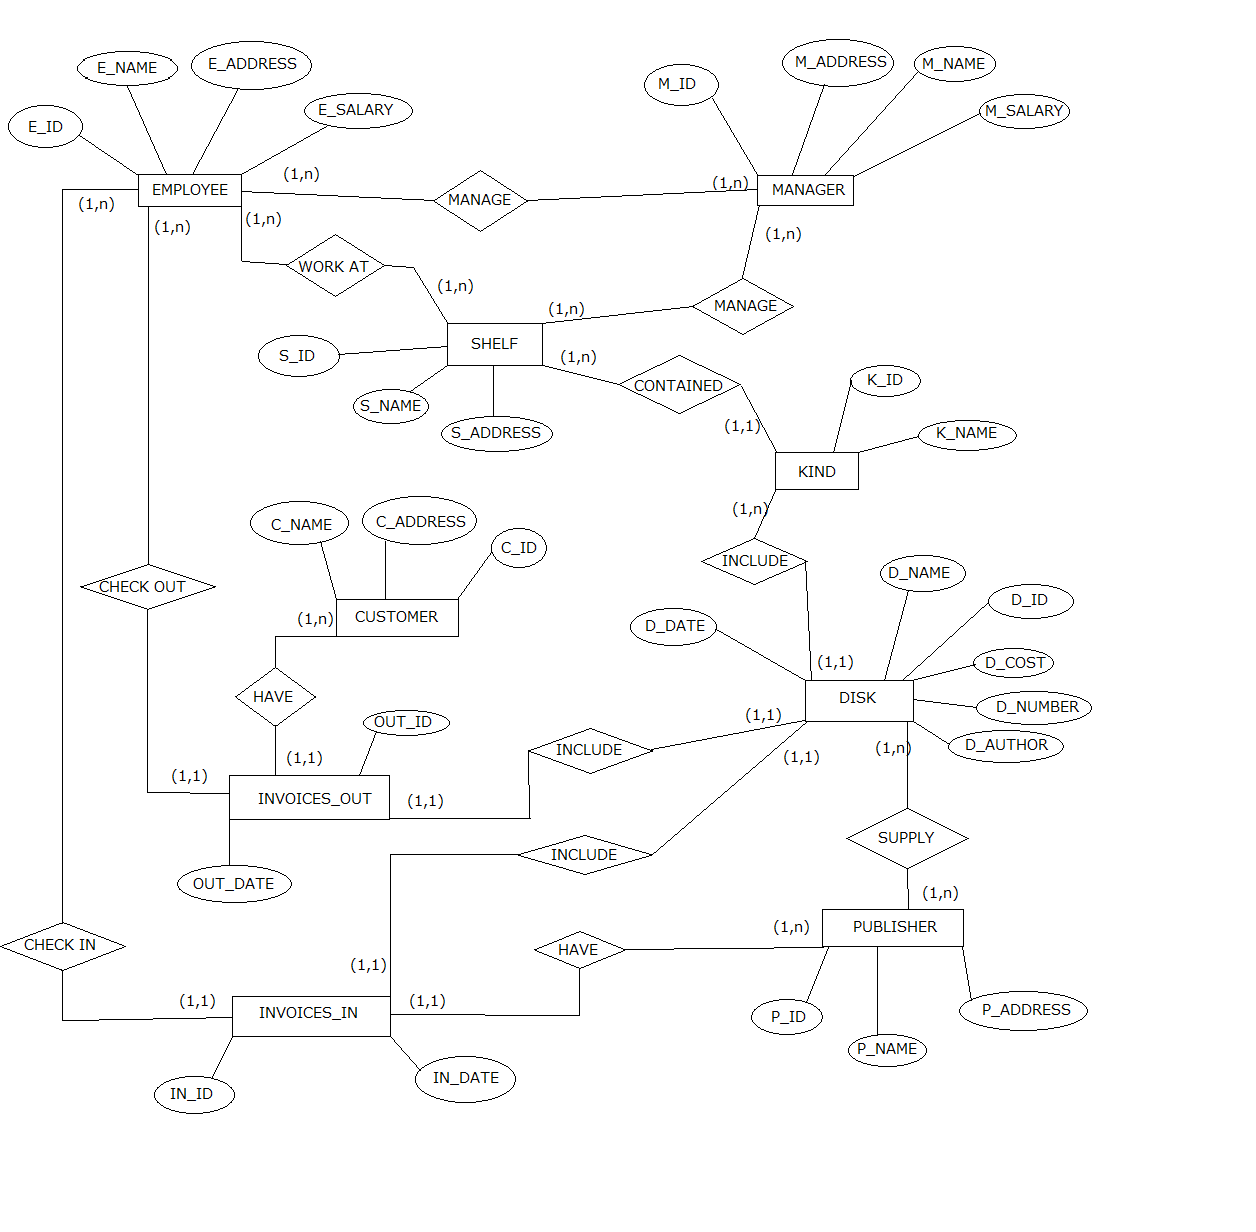 E_NAME
E_ADDRESS
E_SALARY
E_ID
M_ID
M_ADDRESS
M_NAME
M_SALARY
EMPLOYEE
(1,n)
MANAGE
(1,n)
MANAGER
(1,n)
(1,n)
(1,n)
(1,n)
WORK AT
(1,n)
(1,n)
MANAGE
SHELF
S_ID
S_NAME
S_ADDRESS
(1,n)
CONTAINED
(1,1)
K_ID
K_NAME
KIND
(1,n)
INCLUDE
C_NAME
C_ADDRESS
C_ID
CHECK OUT
(1,n)
CUSTOMER
D_NAME
D_ID
D_DATE
(1,1)
D_COST
DISK
D_NUMBER
D_AUTHOR
HAVE
OUT_ID
(1,1)
(1,1)
(1,n)
INCLUDE
(1,1)
(1,1)
INVOICES_OUT
(1,1)
SUPPLY
INCLUDE
OUT_DATE
(1,n)
PUBLISHER
(1,n)
CHECK IN
HAVE
(1,1)
(1,1)
(1,1)
INVOICES_IN
P_ID
P_NAME
P_ADDRESS
IN_ID
IN_DATE